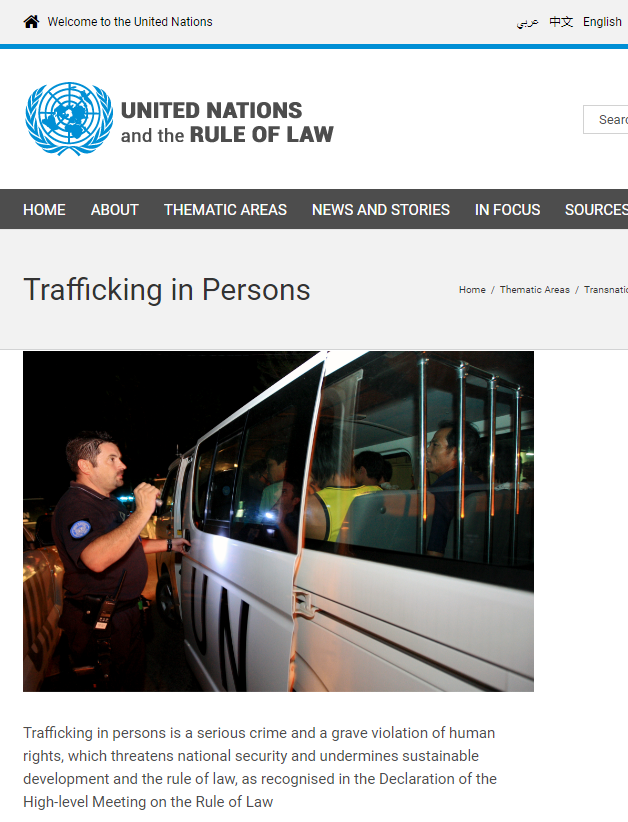 Welcome to the United Nations
عربي 中文 English
UNITED NATIONS
and the RULE OF LAW
Searc
HOME ABOUT THEMATIC AREAS NEWS AND STORIES IN FOCUS SOURCES
Trafficking in Persons
Home / Thematic Areas / Transnatio
UN
Trafficking in persons is a serious crime and a grave violation of human
rights, which threatens national security and undermines sustainable
development and the rule of law, as recognised in the Declaration of the
High-level Meeting on the Rule of Law